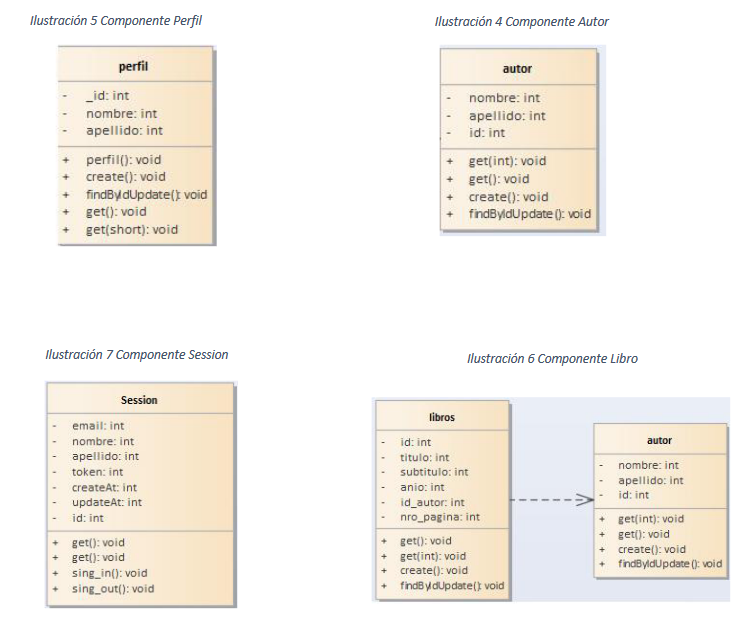 Ilustración 5 Componente Perfil
perfil
- _id: int
- nombre: int
- apellido: int
+ perfil(): void
+ create(): void
+ findByIdUpdate(): void
+ get(): void
+ get(short): void
Ilustración 4 Componente Autor
autor
- nombre: int
- apellido: int
- id: int
+ get(int): void
+ get(): void
+ create(): void
+ findByIdUpdate(): void
Ilustración 7 Componente Session
Session
- email: int
- nombre: int
- apellido: int
- token: int
- createAt: int
- updateAt: int
- id: int
+ get(): void
+ get(): void
+ sing_in(): void
+ sing_out(): void
Ilustración 6 Componente Libro
libros
- id: int
- titulo: int
- subtitulo: int
- anio: int
- id_autor: int
- nro_pagina: int
+ get(): void
+ get(int): void
+ create(): void
+ findByIdUpdate(): void
autor
- nombre: int
- apellido: int
- id: int
+ get(int): void
+ get(): void
+ create(): void
+ findByIdUpdate(): void